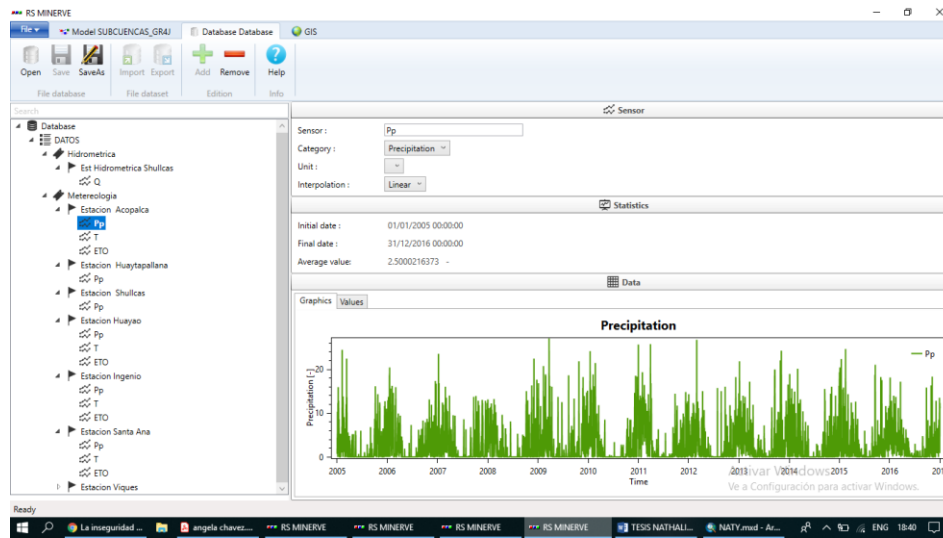 RS MINERVE
File
Model SUBCUENCAS_GR4J
Database Database
GIS
Open Save SaveAs Import Export Add Remove Help
File database File dataset Edition Info
Search
Database
DATOS
Hidrometrica
Est Hidrometrica Shullcas
Q
Metereologia
Estacion Acopalca
Pp
T
ETO
Estacion Huaytapallana
Pp
Estacion Shullcas
Pp
Estacion Huayao
Pp
T
ETO
Estacion Ingenio
Pp
T
ETO
Estacion Santa Ana
Pp
T
ETO
Estacion Viques
Sensor
Sensor : Pp
Category : Precipitation
Unit :
Interpolation : Linear
Statistics
Initial date : 01/01/2005 00:00:00
Final date : 31/12/2016 00:00:00
Average value: 2.5000216373 -
Data
Graphics Values
Precipitation
Pp
Precipitation [-]
20
10
0
2005 2006 2007 2008 2009 2010 2011 2012 2013 2014 2015 2016 201
Time
Activar Windows
Ve a Configuración para activar Windows.
Ready
La inseguridad ... angela chavez.... RS MINERVE RS MINERVE RS MINERVE RS MINERVE TESIS NATHALI... NATY.mxd - Ar... ENG 18:40